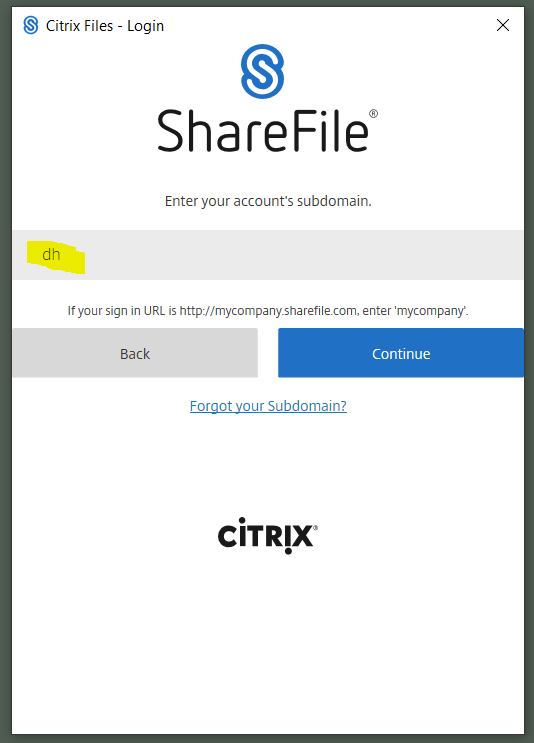 Citrix Files - Login
ShareFile®
Enter your account's subdomain.
dh
If your sign in URL is http://mycompany.sharefile.com, enter 'mycompany'.
Back
Continue
Forgot your Subdomain?
CiTRIX®